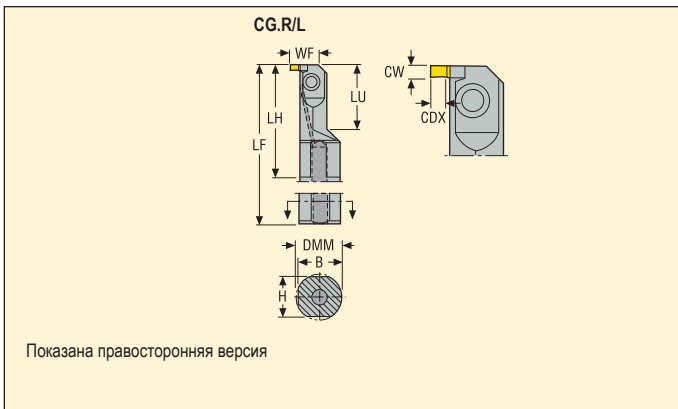 CG.R/L
WF
CW
LU
CDX
LH
LF
DMM
B
H
Показана правосторонняя версия